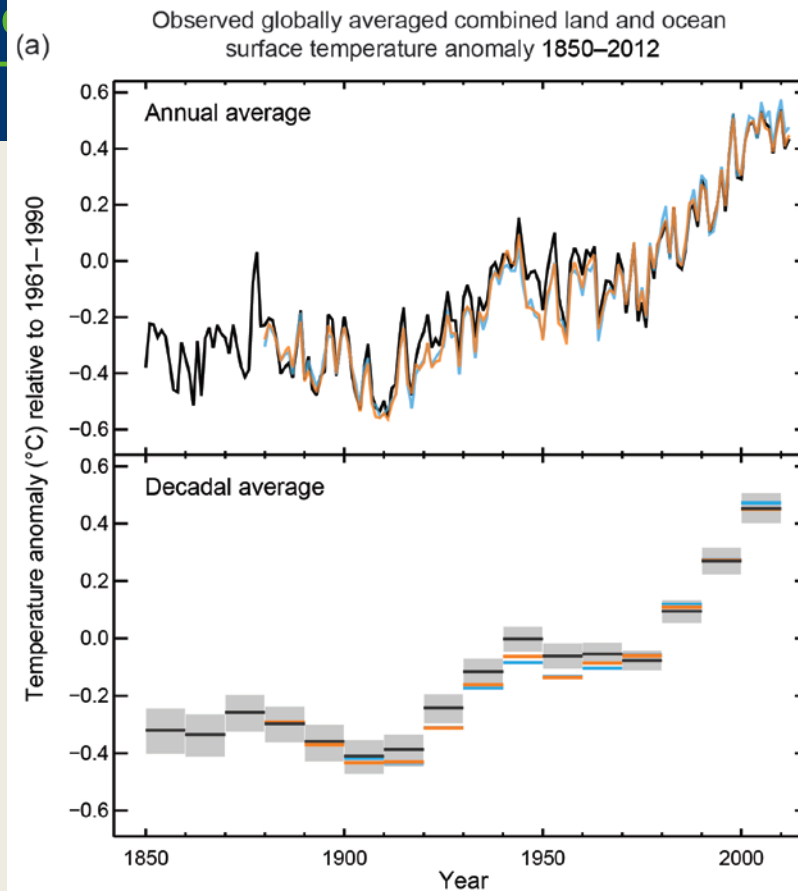 Observed globally averaged combined land and ocean
(a)
surface temperature anomaly 1850–2012
Temperature anomaly (°C) relative to 1961–1990
Annual average
0.6
0.4
0.2
0.0
−0.2
−0.4
−0.6
Decadal average
0.6
0.4
0.2
0.0
−0.2
−0.4
−0.6
1850
1900
1950
2000
Year